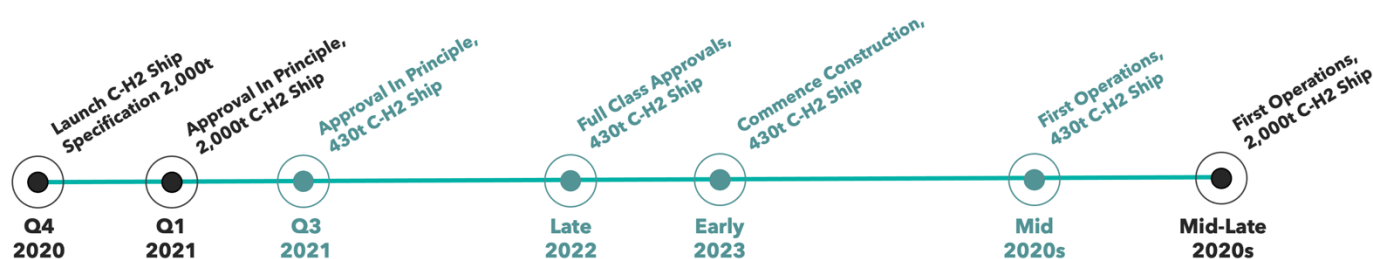 Launch C-H2 Ship
Specification 2,000t
Approval In Principle,
2,000t C-H2 Ship
Approval In Principle,
430t C-H2 Ship
Full Class Approvals,
430t C-H2 Ship
Commence Construction,
430t C-H2 Ship
First Operations,
430t C-H2 Ship
First Operations,
2,000t C-H2 Ship
Q4
2020
Q1
2021
Q3
2021
Late
2022
Early
2023
Mid
2020s
Mid-Late
2020s